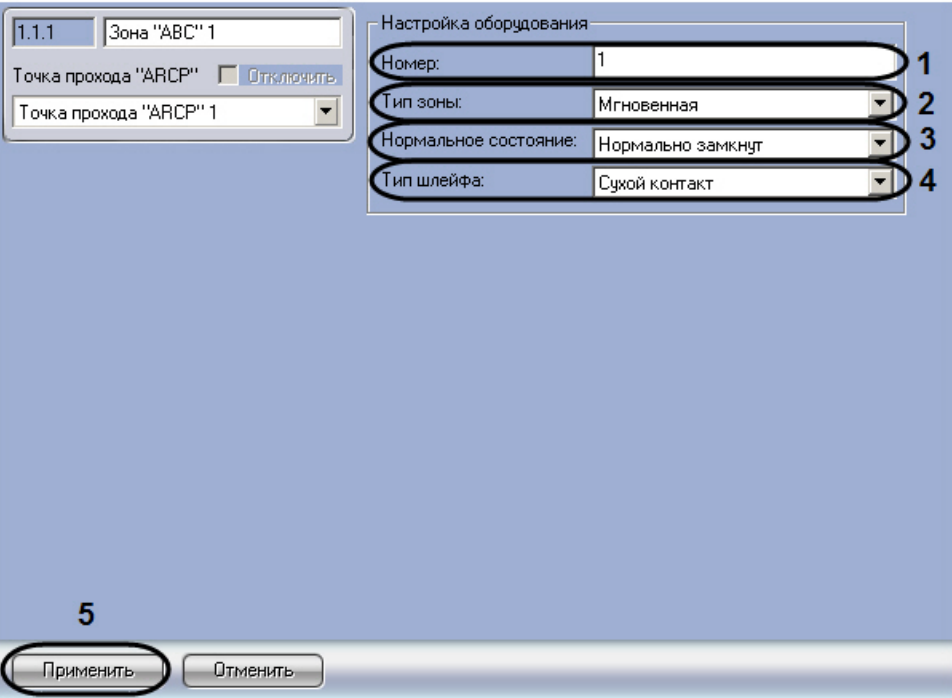 1.1.1 Зона "ABC" 1
Точка прохода "ARCP" Отключить
Точка прохода "ARCP" 1
Настройка оборудования
Номер: 1 1
Тип зоны: Мгновенная 2
Нормальное состояние: Нормально замкнут 3
Тип шлейфа: Сухой контакт 4
5
Применить Отменить